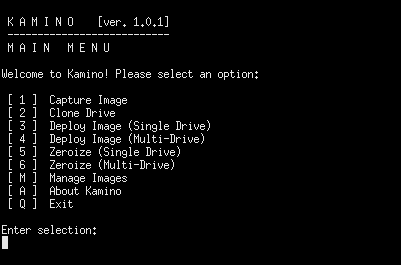 K A M I N O [ver. 1.0.1]
---------------------------
M A I N M E N U
Welcome to Kamino! Please select an option:
[ 1 ] Capture Image
[ 2 ] Clone Drive
[ 3 ] Deploy Image (Single Drive)
[ 4 ] Deploy Image (Multi-Drive)
[ 5 ] Zeroize (Single Drive)
[ 6 ] Zeroize (Multi-Drive)
[ M ] Manage Images
[ A ] About Kamino
[ Q ] Exit
Enter selection: